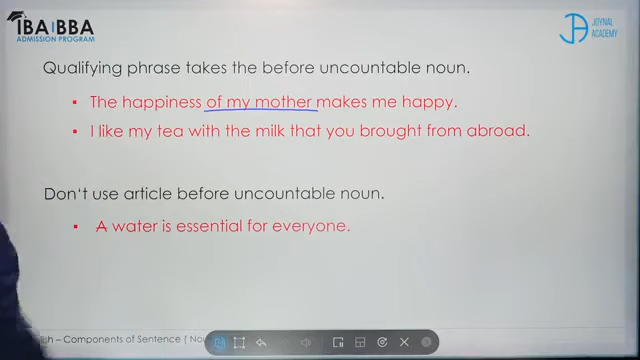 IBA|BBA
ADMISSION PROGRAM
JOYNAL
ACADEMY
Qualifying phrase takes the before uncountable noun.
▪ The happiness of my mother makes me happy.
▪ I like my tea with the milk that you brought from abroad.
Don't use article before uncountable noun.
▪ A water is essential for everyone.
– Components of Sentence (